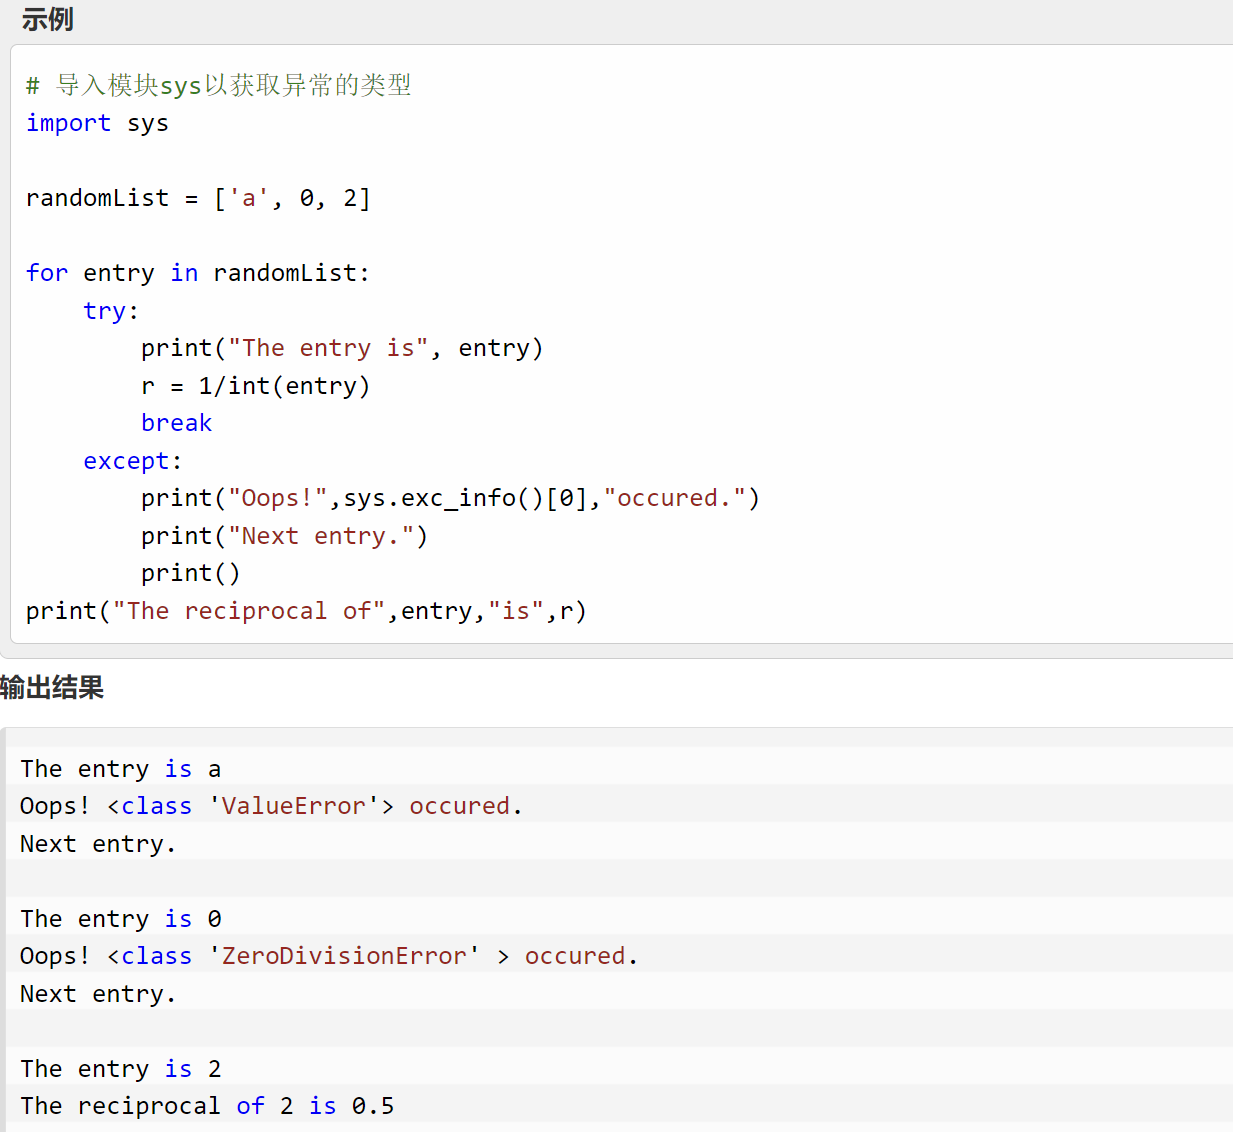 示例
# 导入模块sys以获取异常的类型
import sys
randomList = ['a', 0, 2]
for entry in randomList:
    try:
        print("The entry is", entry)
        r = 1/int(entry)
        break
    except:
        print("Oops!",sys.exc_info()[0],"occured.")
        print("Next entry.")
        print()
print("The reciprocal of",entry,"is",r)
输出结果
The entry is a
Oops! <class 'ValueError'> occured.
Next entry.
The entry is 0
Oops! <class 'ZeroDivisionError' > occured.
Next entry.
The entry is 2
The reciprocal of 2 is 0.5